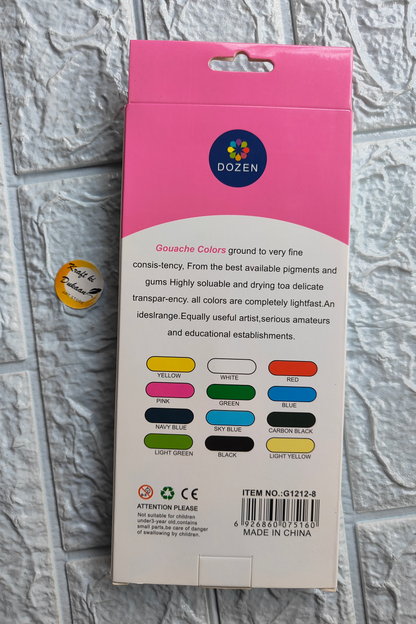 DOZEN
Gouache Colors ground to very fine
consis-tency, From the best available pigments and
gums Highly soluable and drying toa delicate
transpar-ency. all colors are completely lightfast.An
ideslrange.Equally useful artist,serious amateurs
and educational establishments.
YELLOW
WHITE
RED
PINK
GREEN
BLUE
NAVY BLUE
SKY BLUE
CARBON BLACK
LIGHT GREEN
BLACK
LIGHT YELLOW
CE
ATTENTION PLEASE
Not suitable for children
under3-year old,contains
small parts,be care of danger
of swallowing by children.
ITEM NO.:G1212-8
6 926860 075160
MADE IN CHINA
Kraft ki
Dukaan